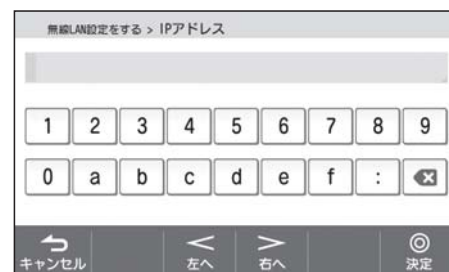 無線LAN設定をする > IPアドレス
1 2 3 4 5 6 7 8 9
0 a b c d e f :
キャンセル 左へ 右へ 決定